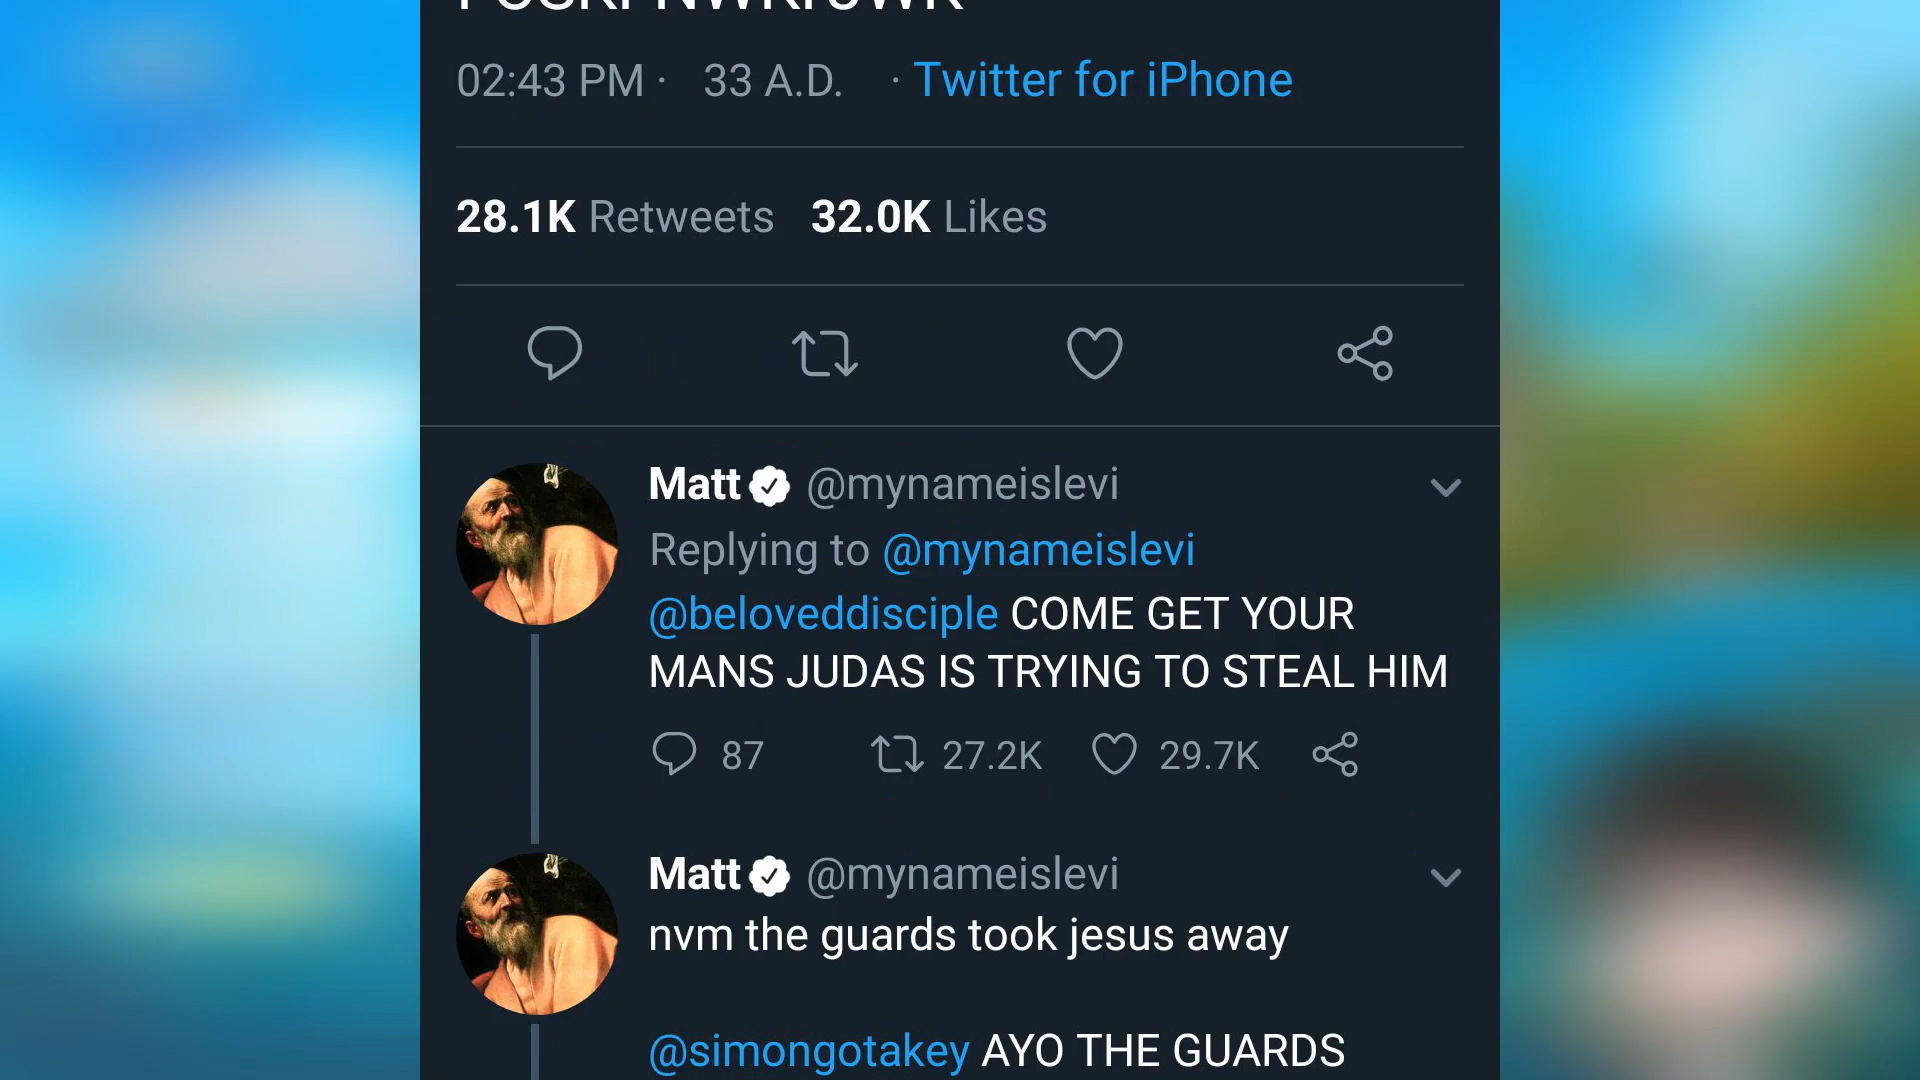 02:43 PM · 33 A.D. · Twitter for iPhone
28.1K Retweets 32.0K Likes
Matt @mynameislevi
Replying to @mynameislevi
@beloveddisciple COME GET YOUR
MANS JUDAS IS TRYING TO STEAL HIM
87 27.2K 29.7K
Matt @mynameislevi
nvm the guards took jesus away
@simongotakey AYO THE GUARDS